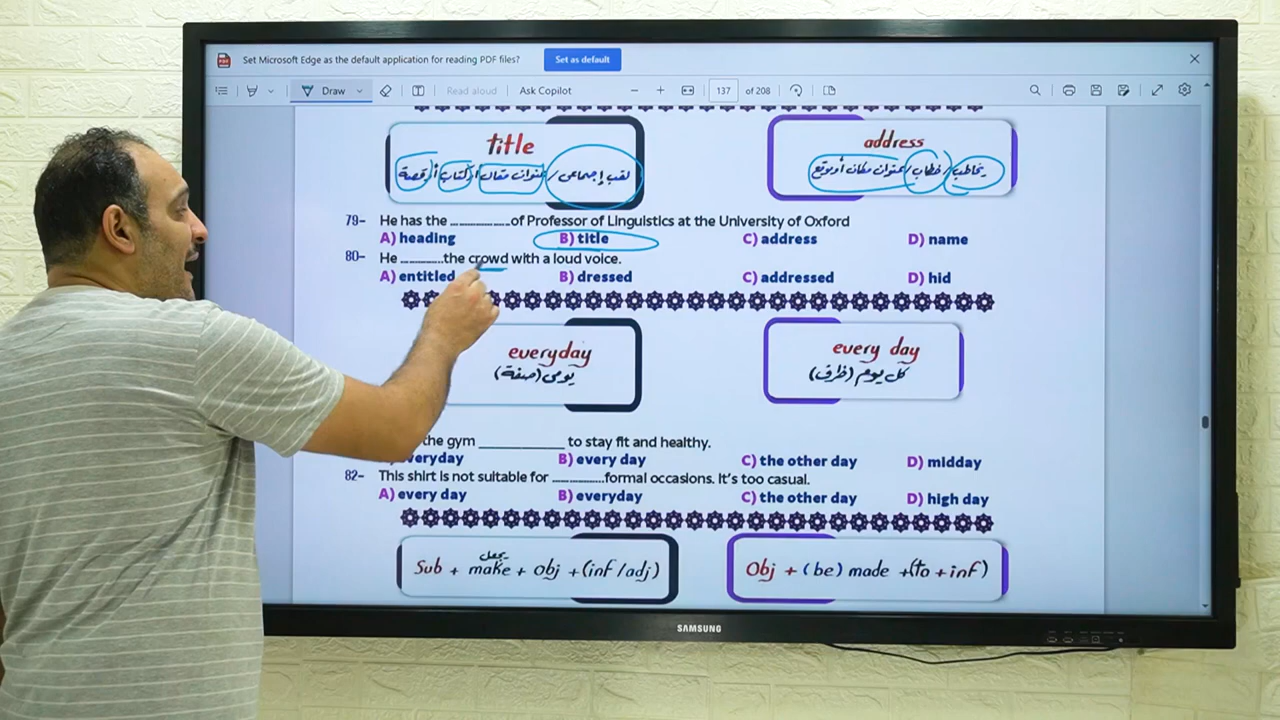 Set Microsoft Edge as the default application for reading PDF files? Set as default
Draw Read aloud Ask Copilot 137 of 208
title
لقب إجتماعى / عنوان مقال أ كتاب أ قصة
address
يخاطب / خطاب / عنوان مكان أو موقع
79- He has the .................... of Professor of Linguistics at the University of Oxford
A) heading B) title C) address D) name
80- He ..............the crowd with a loud voice.
A) entitled B) dressed C) addressed D) hid
everyday
يومى (صفة)
every day
كل يوم (ظرف)
the gym ____________ to stay fit and healthy.
everyday B) every day C) the other day D) midday
82- This shirt is not suitable for .................formal occasions. It's too casual.
A) every day B) everyday C) the other day D) high day
يجعل
Sub + make + obj + (inf / adj)
Obj + (be) made + (to + inf)
SAMSUNG